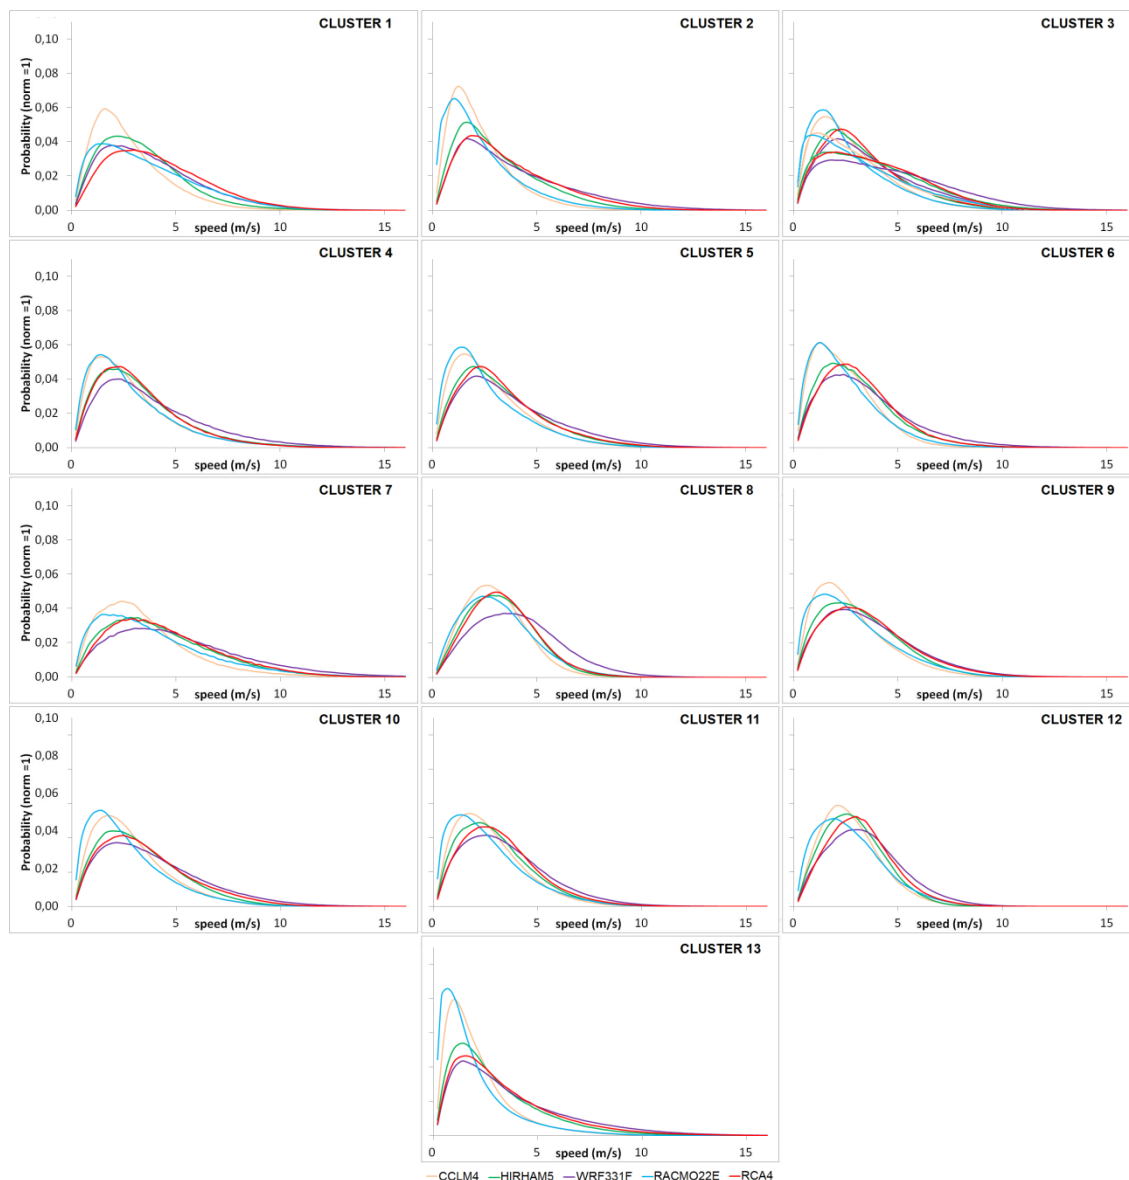 CLUSTER 1
Probability (norm =1)
0,10
0,08
0,06
0,04
0,02
0,00
0 5 10 15
speed (m/s)
CLUSTER 2
0 5 10 15
speed (m/s)
CLUSTER 3
0 5 10 15
speed (m/s)
CLUSTER 4
Probability (norm =1)
0,10
0,08
0,06
0,04
0,02
0,00
0 5 10 15
speed (m/s)
CLUSTER 5
0 5 10 15
speed (m/s)
CLUSTER 6
0 5 10 15
speed (m/s)
CLUSTER 7
Probability (norm =1)
0,10
0,08
0,06
0,04
0,02
0,00
0 5 10 15
speed (m/s)
CLUSTER 8
0 5 10 15
speed (m/s)
CLUSTER 9
0 5 10 15
speed (m/s)
CLUSTER 10
Probability (norm =1)
0,10
0,08
0,06
0,04
0,02
0,00
0 5 10 15
speed (m/s)
CLUSTER 11
0 5 10 15
speed (m/s)
CLUSTER 12
0 5 10 15
speed (m/s)
CLUSTER 13
0 5 10 15
speed (m/s)
CCLM4 HIRHAM5 WRF331F RACMO22E RCA4